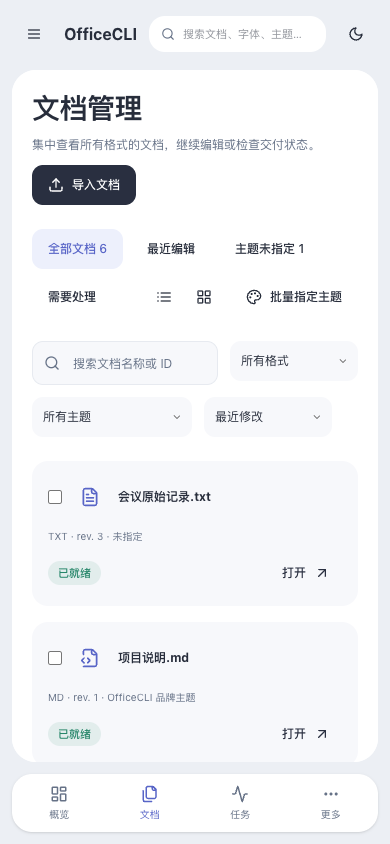 OfficeCLI
搜索文档、字体、主题...
文档管理
集中查看所有格式的文档，继续编辑或检查交付状态。
导入文档
全部文档 6
最近编辑
主题未指定 1
需要处理
批量指定主题
搜索文档名称或 ID
所有格式
所有主题
最近修改
会议原始记录.txt
TXT · rev. 3 · 未指定
已就绪
打开
项目说明.md
MD · rev. 1 · OfficeCLI 品牌主题
已就绪
打开
概览
文档
任务
更多